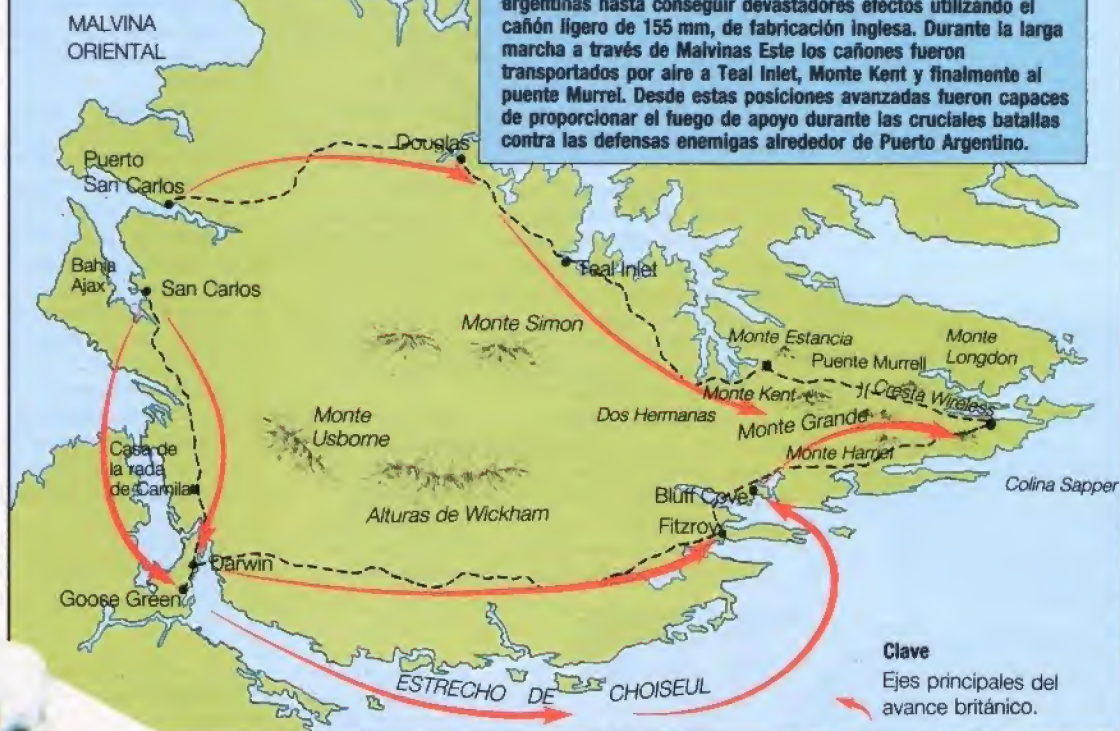 MALVINA
ORIENTAL
argentinas hasta conseguir devastadores efectos utilizando el
cañón ligero de 155 mm, de fabricación inglesa. Durante la larga
marcha a través de Malvinas Este los cañones fueron
transportados por aire a Teal Inlet, Monte Kent y finalmente al
puente Murrel. Desde estas posiciones avanzadas fueron capaces
de proporcionar el fuego de apoyo durante las cruciales batallas
contra las defensas enemigas alrededor de Puerto Argentino.
Douglas
Puerto
San Carlos
Teal Inlet
Bahía
Ajax
San Carlos
Monte Simon
Monte Estancia
Puente Murrell
Monte
Longdon
Monte Kent
Cresta Wireless
Dos Hermanas
Monte Grande
Monte
Usborne
Monte Harriet
Casa de
la rada
de Camila
Colina Sapper
Bluff Cove
Alturas de Wickham
Fitzroy
Darwin
Goose Green
ESTRECHO DE CHOISEUL
Clave
Ejes principales del
avance británico.